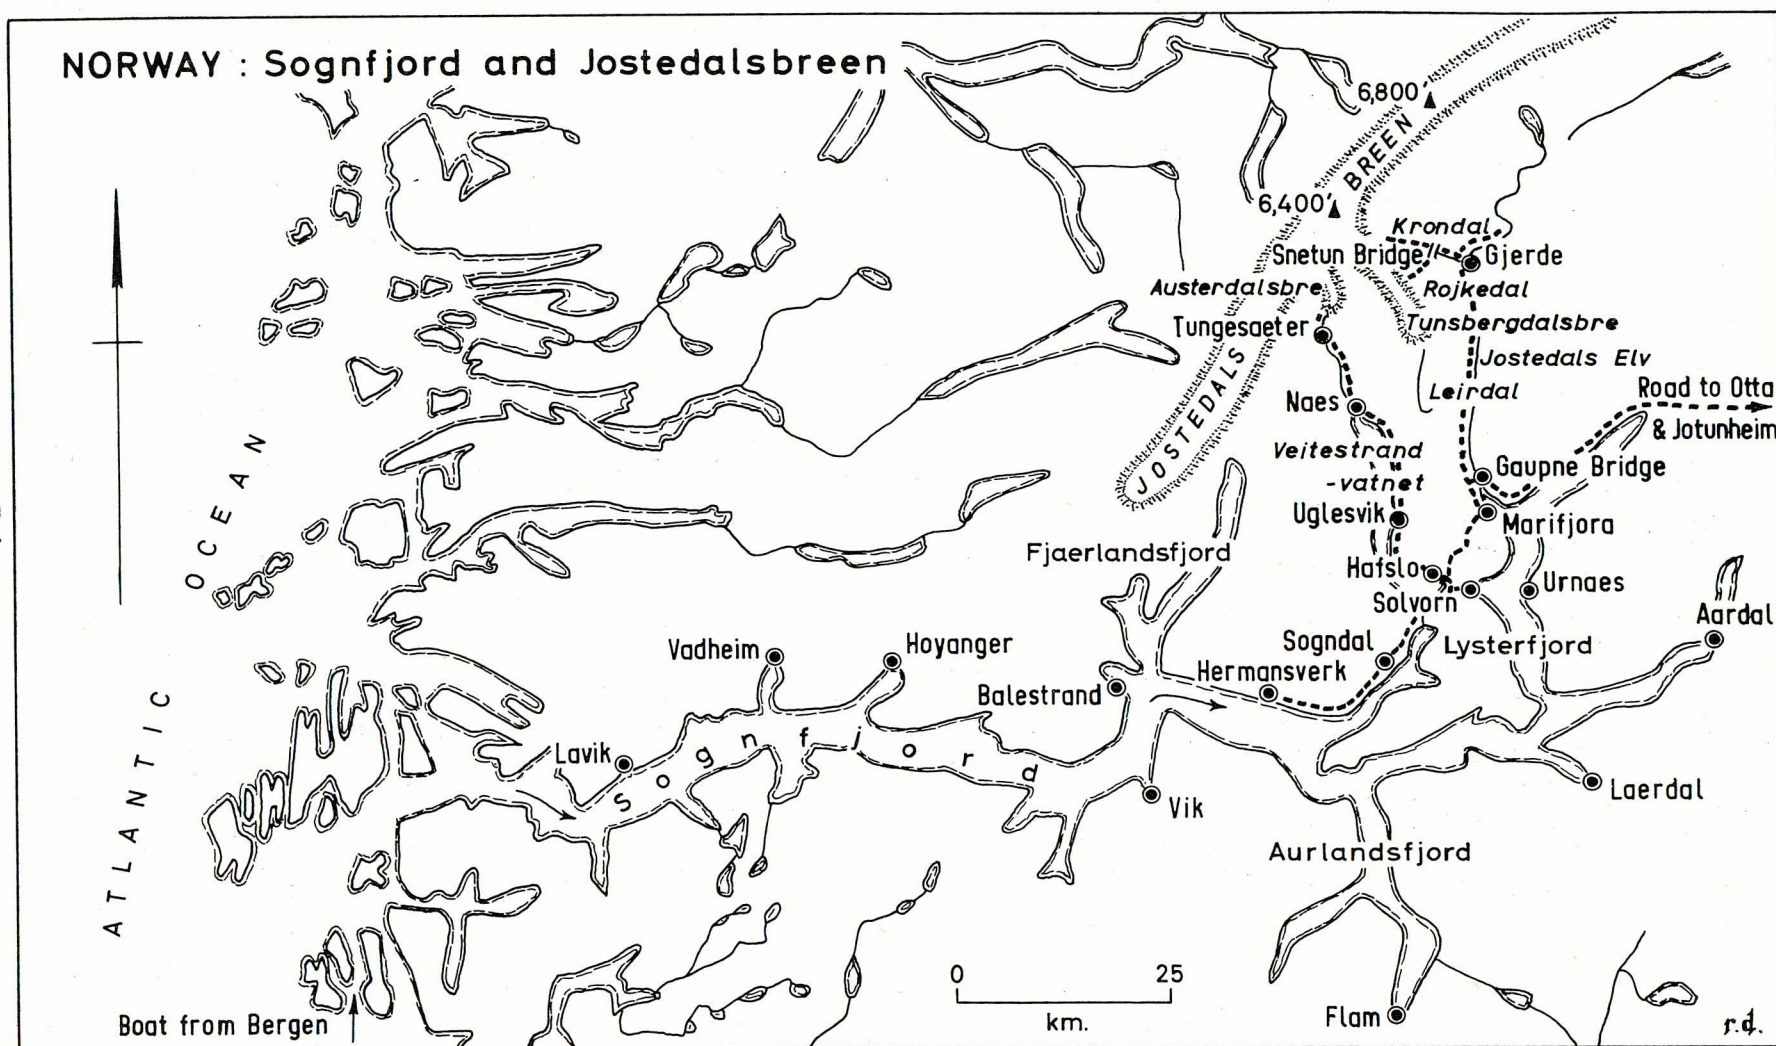 NORWAY : Sognfjord and Jostedalsbreen
6,800
BREEN
6,400'
Krondal
Snetun Bridge
Gjerde
Austerdalsbre
Rojkedal
Tungesaeter
Tunsbergdalsbre
JOSTEDALS
Jostedals Elv
Leirdal
Road to Otta
& Jotunheim
Naes
Veitestrand
-vatnet
Gaupne Bridge
Uglesvik
Marifjora
ATLANTIC OCEAN
Fjaerlandsfjord
Hafslo
Solvorn
Urnaes
Aardal
Vadheim
Hoyanger
Sogndal
Lysterfjord
Hermansverk
Balestrand
Lavik
Sognfjord
Vik
Laerdal
Aurlandsfjord
0 25
km.
Flam
Boat from Bergen
r.d.